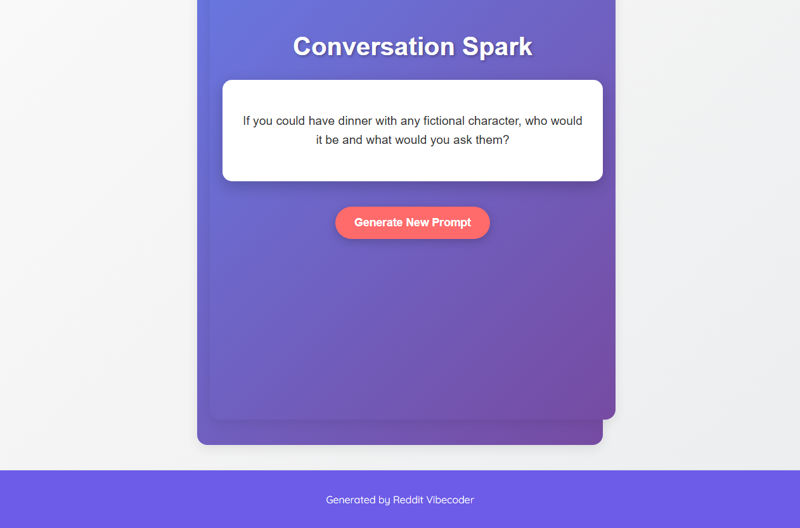 Conversation Spark
If you could have dinner with any fictional character, who would
it be and what would you ask them?
Generate New Prompt
Generated by Reddit Vibecoder